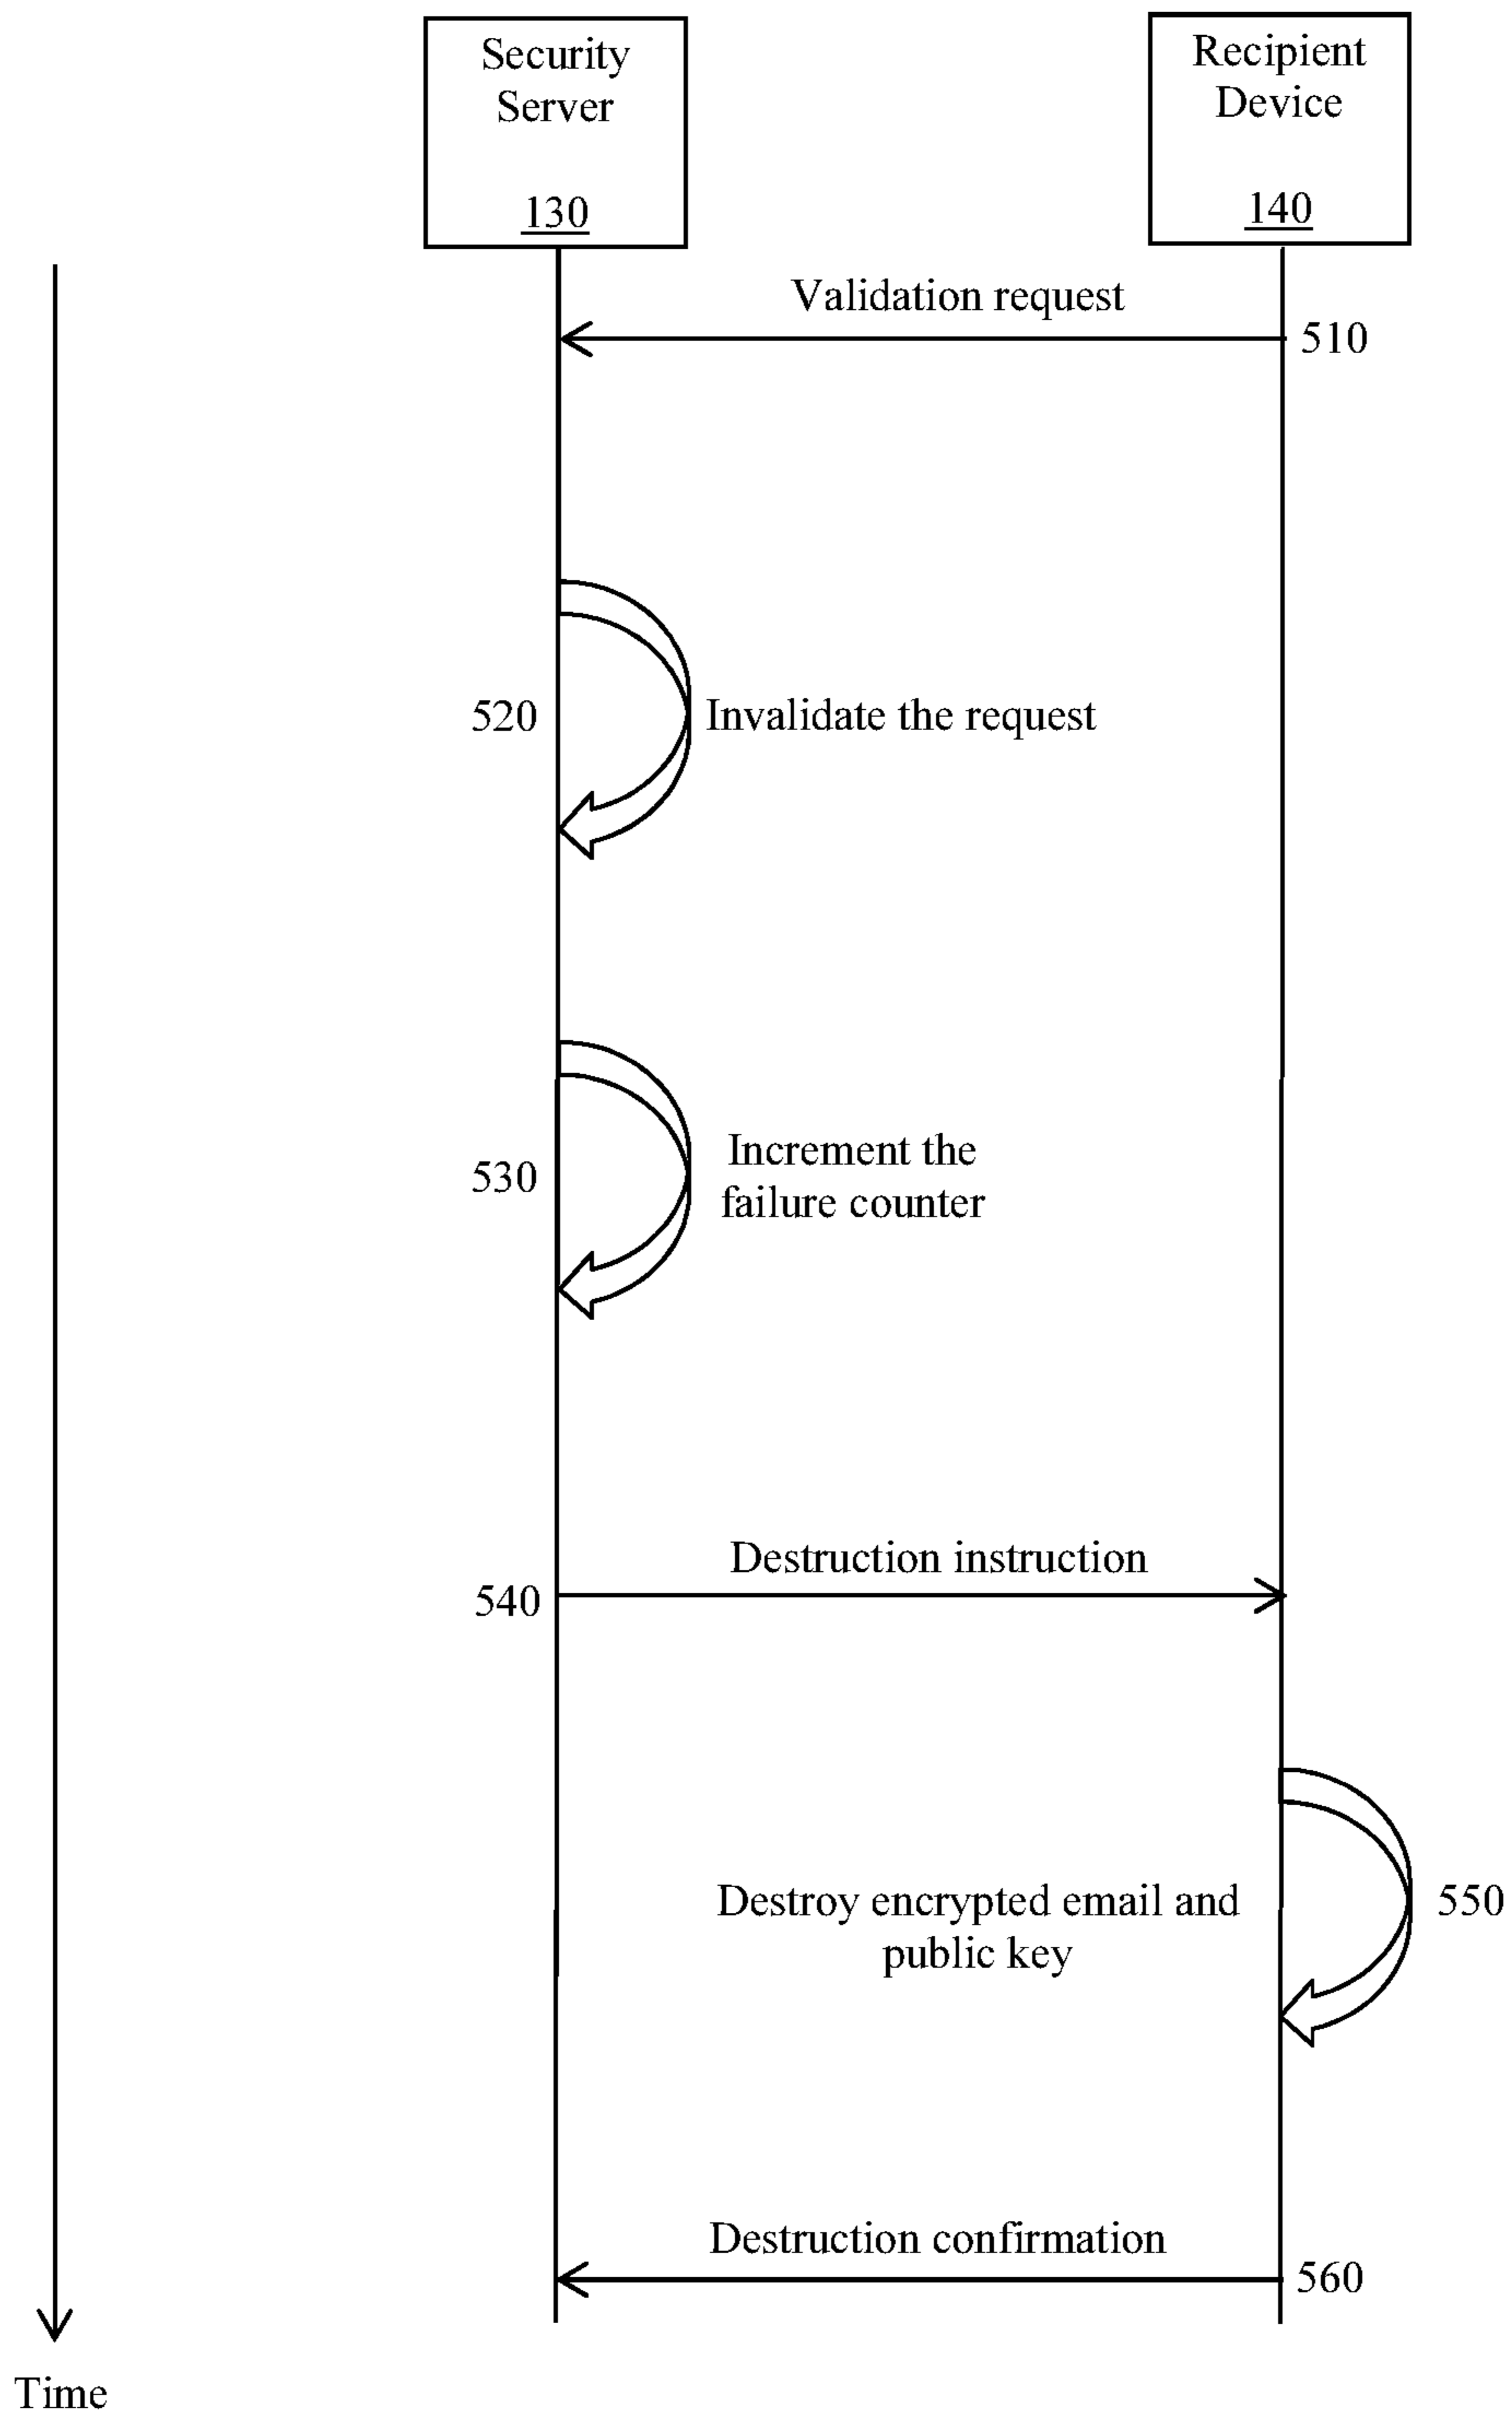 Security
Server
130
Recipient
Device
140
Validation request
510
520
Invalidate the request
530
Increment the
failure counter
Destruction instruction
540
Destroy encrypted email and
public key
550
Destruction confirmation
560
Time